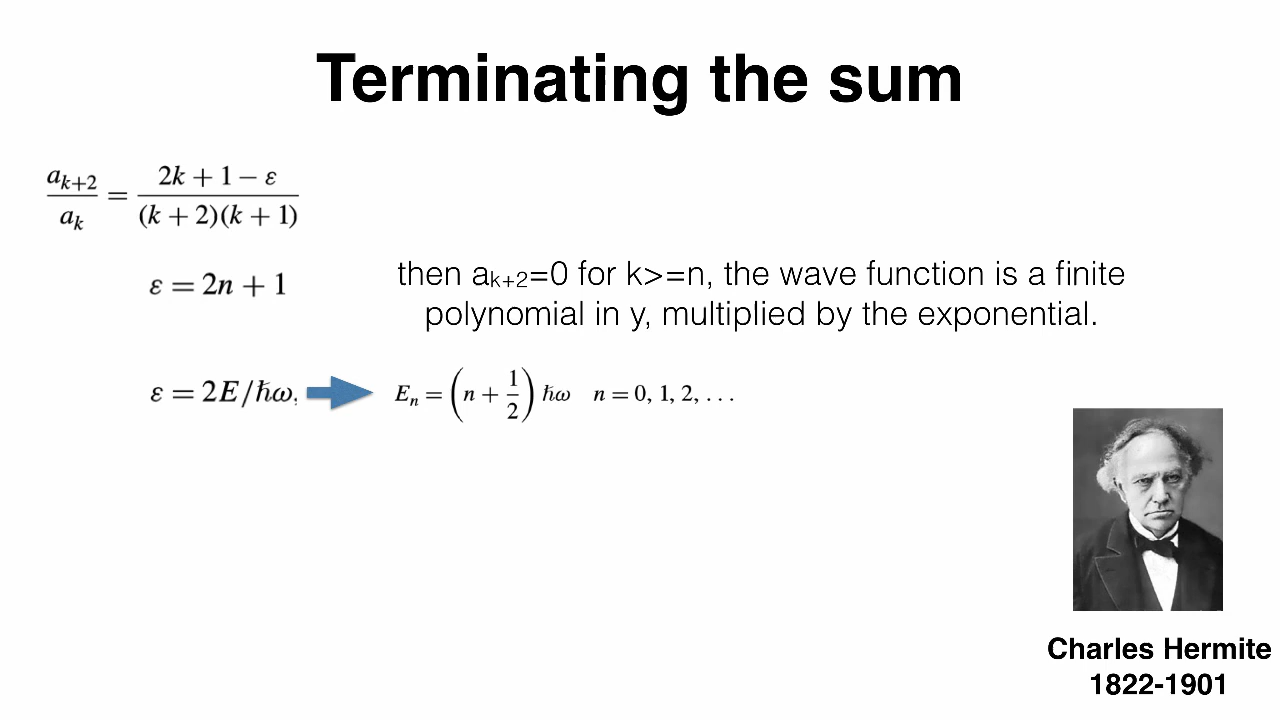 Terminating the sum
a_{k+2}/a_k = (2k + 1 − ε)/((k + 2)(k + 1))
ε = 2n + 1
then a_{k+2}=0 for k>=n, the wave function is a finite
polynomial in y, multiplied by the exponential.
ε = 2E/ħω, E_n = (n + 1/2) ħω n = 0, 1, 2, . . .
Charles Hermite
1822-1901